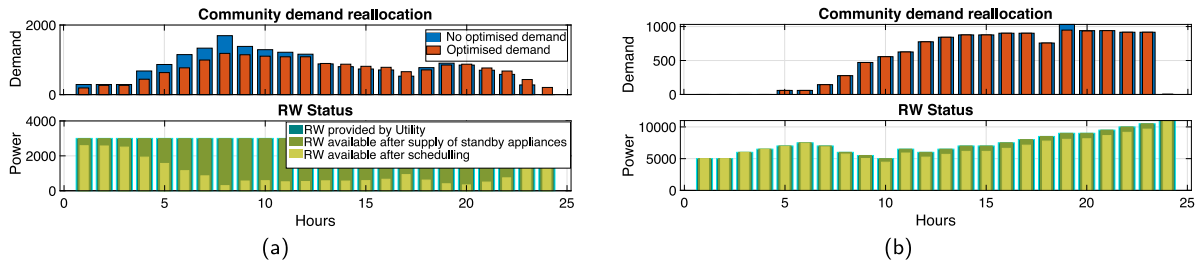 Community demand reallocation
2000
1000
0
Demand
No optimised demand
Optimised demand
RW Status
4000
2000
0
Power
RW provided by Utility
RW available after supply of standby appliances
RW available after schedulling
0 5 10 15 20 25
Hours
(a)
Community demand reallocation
1000
500
0
Demand
RW Status
10000
5000
0
Power
0 5 10 15 20 25
Hours
(b)